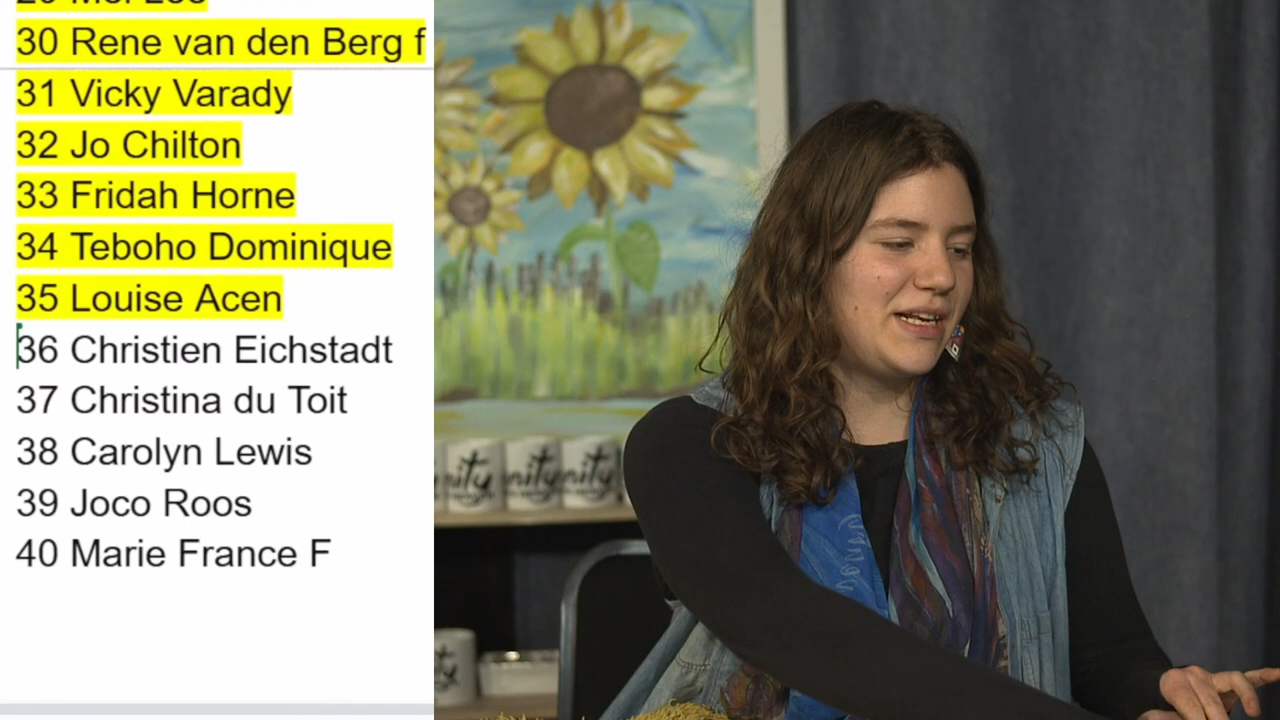 30 Rene van den Berg f
31 Vicky Varady
32 Jo Chilton
33 Fridah Horne
34 Teboho Dominique
35 Louise Acen
36 Christien Eichstadt
37 Christina du Toit
38 Carolyn Lewis
39 Joco Roos
40 Marie France F